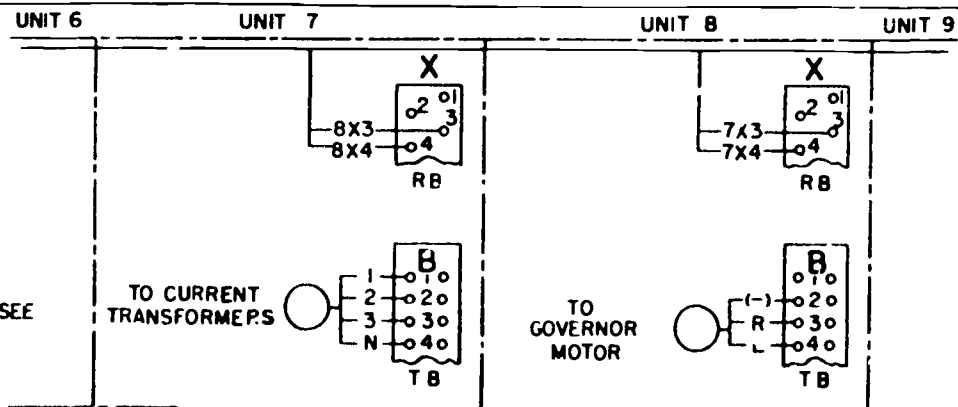 UNIT 6
UNIT 7
UNIT 8
UNIT 9
X
1
2
3
8X3
8X4
4
RB
X
1
2
3
7X3
7X4
4
RB
SEE
TO CURRENT
TRANSFORMERS
B
1 1
2 2
3 3
N 4
TB
TO
GOVERNOR
MOTOR
B
1
(-) 2
R 3
L 4
TB